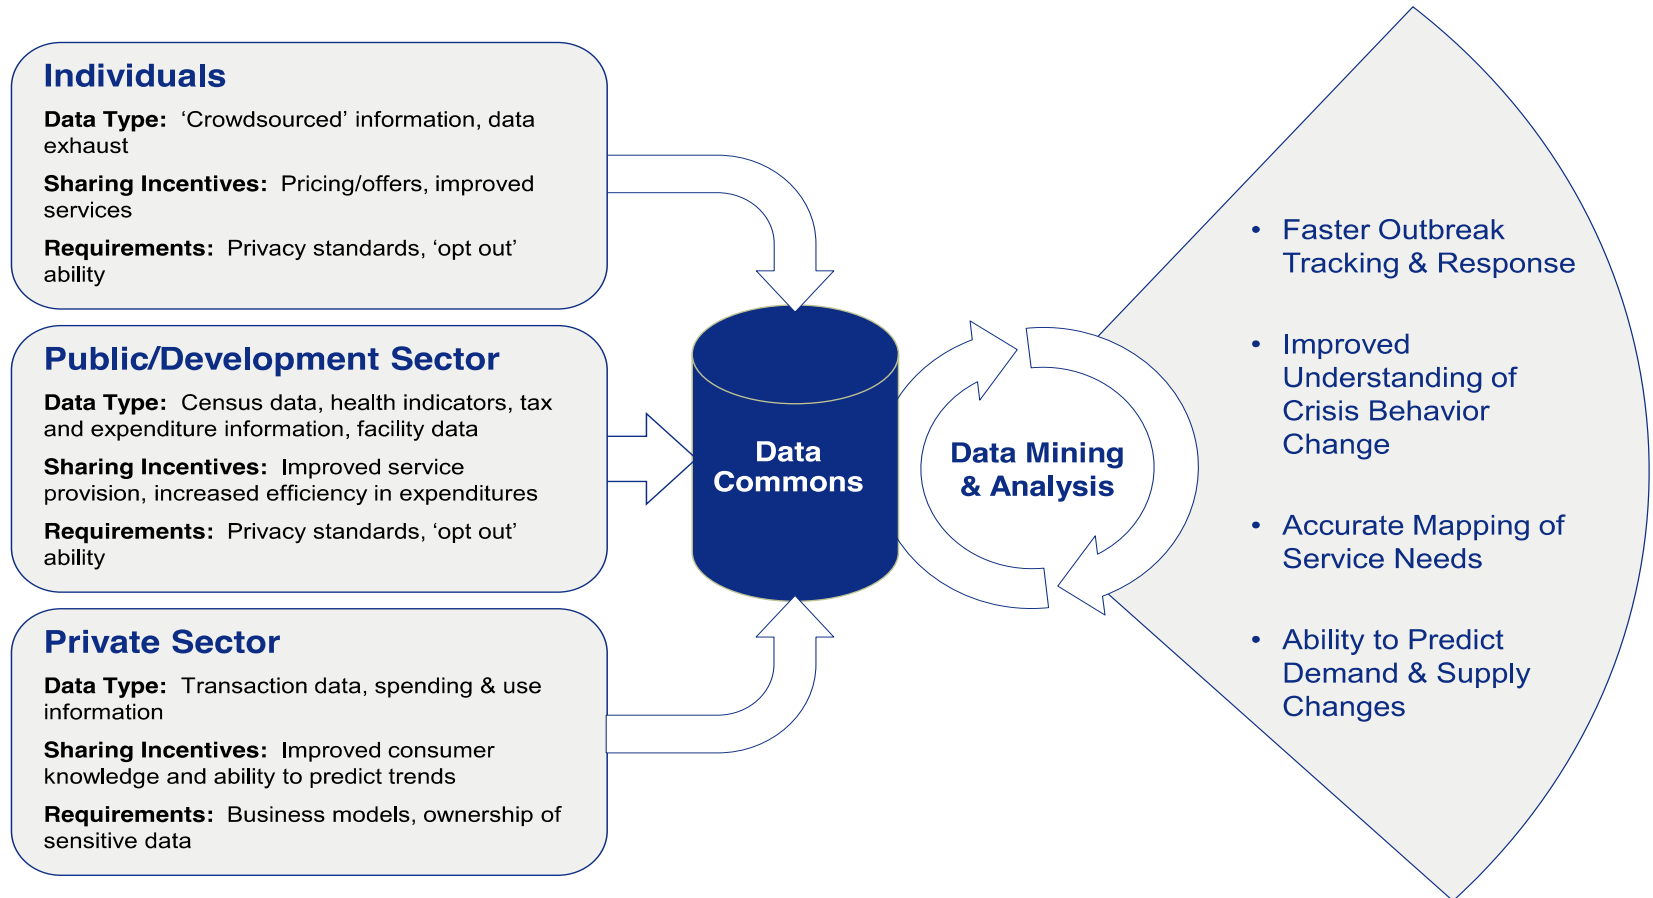 Individuals
Data Type: ‘Crowdsourced’ information, data
exhaust
Sharing Incentives: Pricing/offers, improved
services
Requirements: Privacy standards, ‘opt out’
ability
Public/Development Sector
Data Type: Census data, health indicators, tax
and expenditure information, facility data
Sharing Incentives: Improved service
provision, increased efficiency in expenditures
Requirements: Privacy standards, ‘opt out’
ability
Private Sector
Data Type: Transaction data, spending & use
information
Sharing Incentives: Improved consumer
knowledge and ability to predict trends
Requirements: Business models, ownership of
sensitive data
Data
Commons
Data Mining
& Analysis
• Faster Outbreak
Tracking & Response
• Improved
Understanding of
Crisis Behavior
Change
• Accurate Mapping of
Service Needs
• Ability to Predict
Demand & Supply
Changes